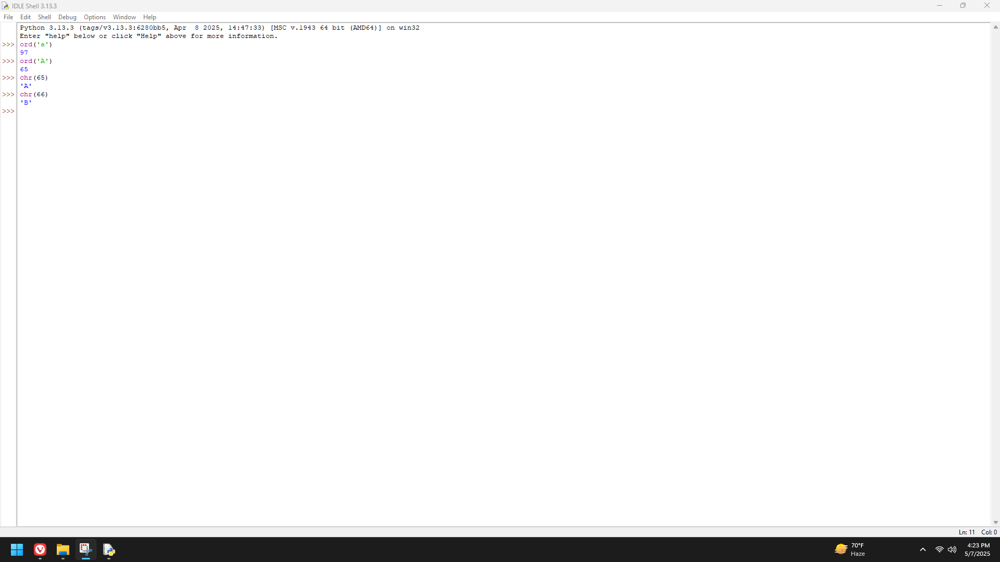 IDLE Shell 3.13.3
File Edit Shell Debug Options Window Help
Python 3.13.3 (tags/v3.13.3:6280bb5, Apr  8 2025, 14:47:33) [MSC v.1943 64 bit (AMD64)] on win32
Enter "help" below or click "Help" above for more information.
>>> ord('a')
97
>>> ord('A')
65
>>> chr(65)
'A'
>>> chr(66)
'B'
>>>
Ln: 11 Col: 0
70°F
Haze
4:23 PM
5/7/2025